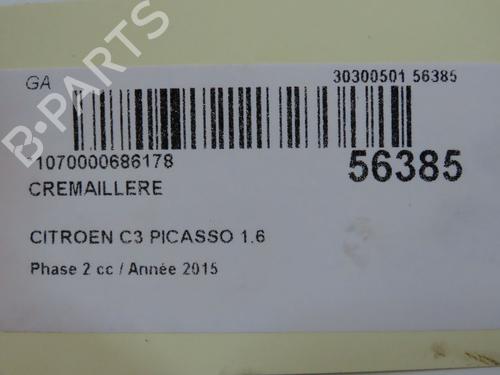 GA 30300501 56385
B-PARTS
1070000686178
56385
CREMAILLERE
CITROEN C3 PICASSO 1.6
Phase 2 cc / Année 2015